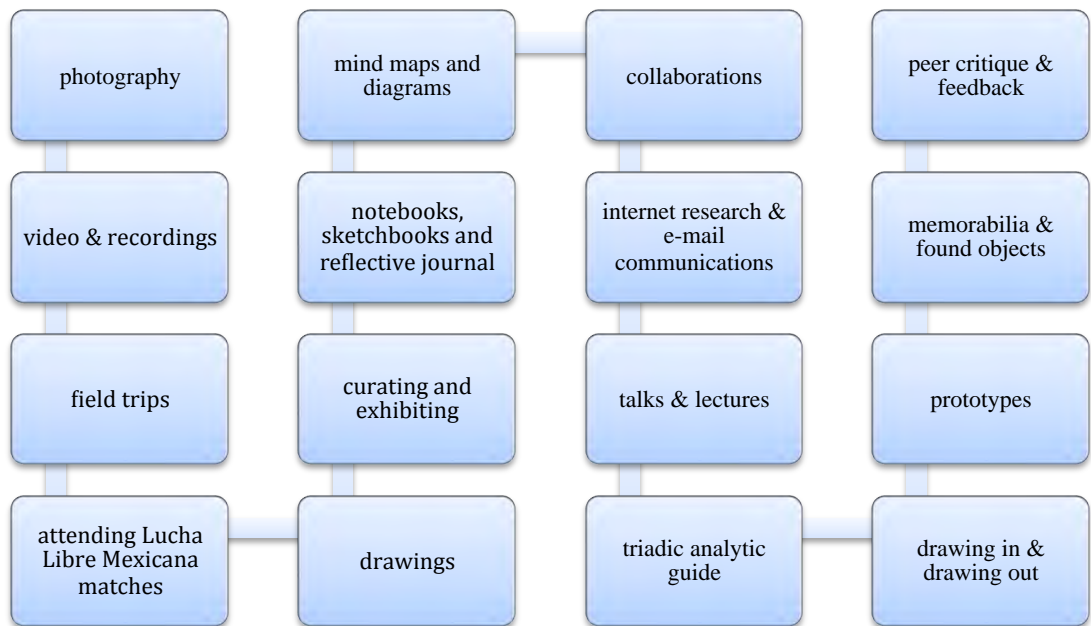 photography
video & recordings
field trips
attending Lucha
Libre Mexicana
matches
drawings
curating and
exhibiting
notebooks,
sketchbooks and
reflective journal
mind maps and
diagrams
collaborations
internet research &
e-mail
communications
talks & lectures
triadic analytic
guide
drawing in &
drawing out
prototypes
memorabilia &
found objects
peer critique &
feedback